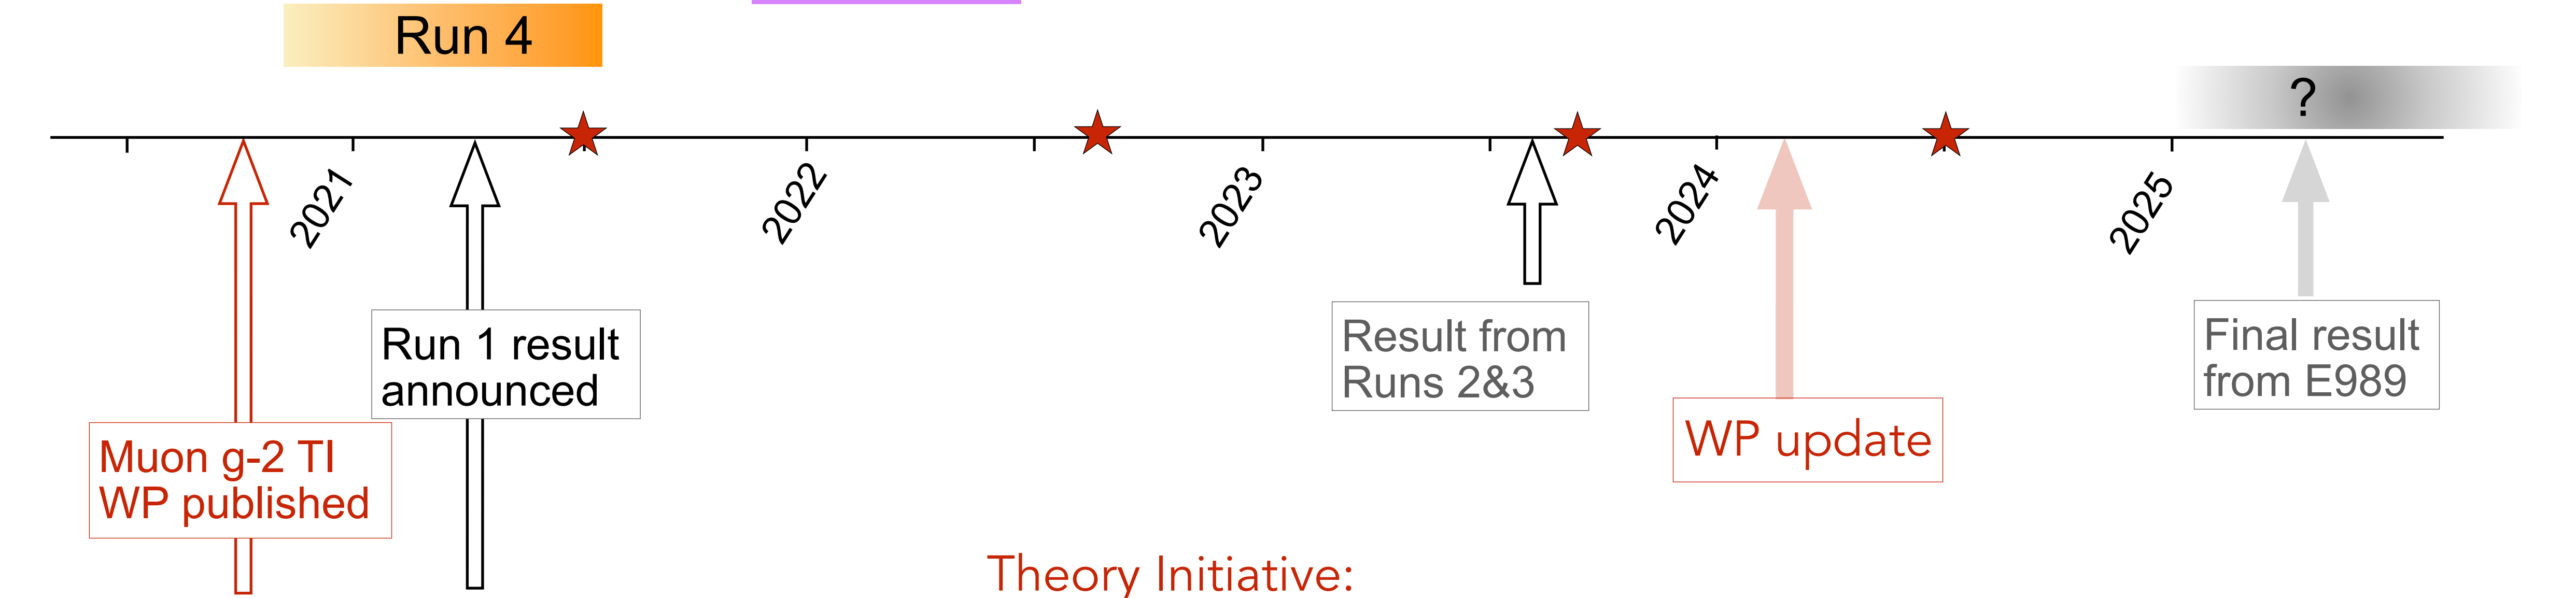 Run 4
?
2021
2022
2023
2024
2025
Run 1 result
announced
Result from
Runs 2&3
Final result
from E989
WP update
Muon g-2 TI
WP published
Theory Initiative: